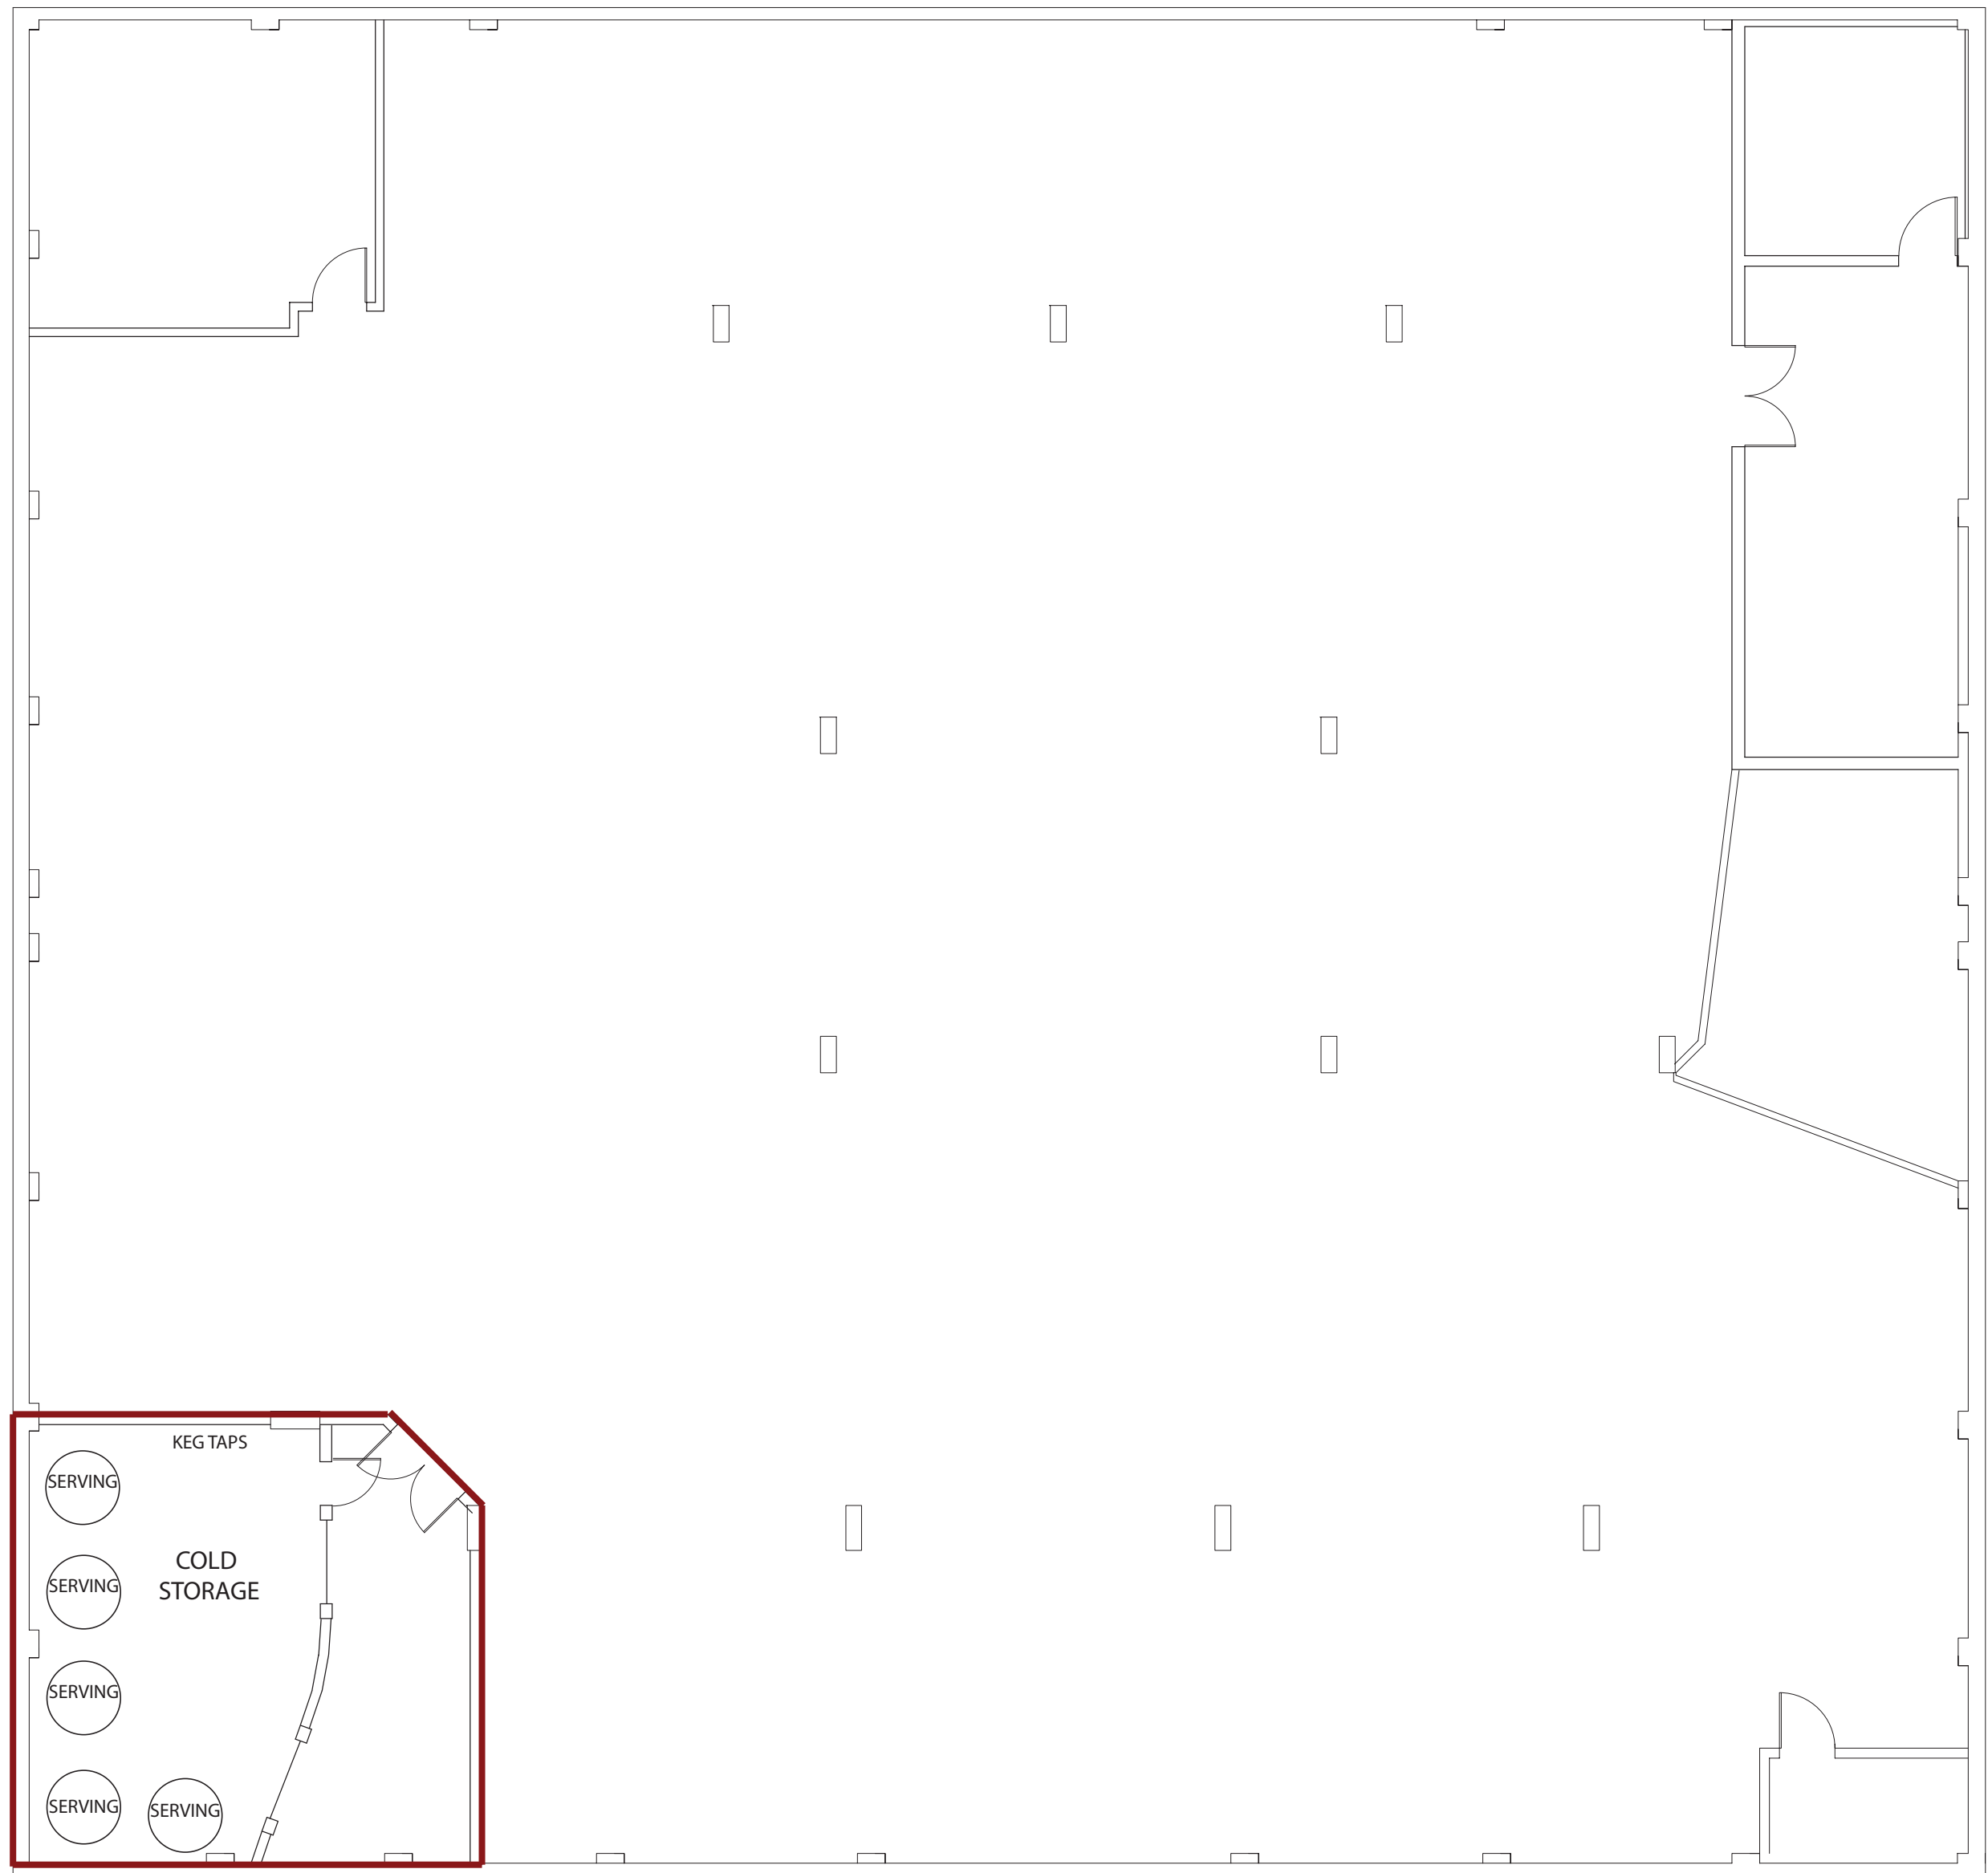 KEG TAPS
SERVING
COLD
STORAGE
SERVING
SERVING
SERVING
SERVING